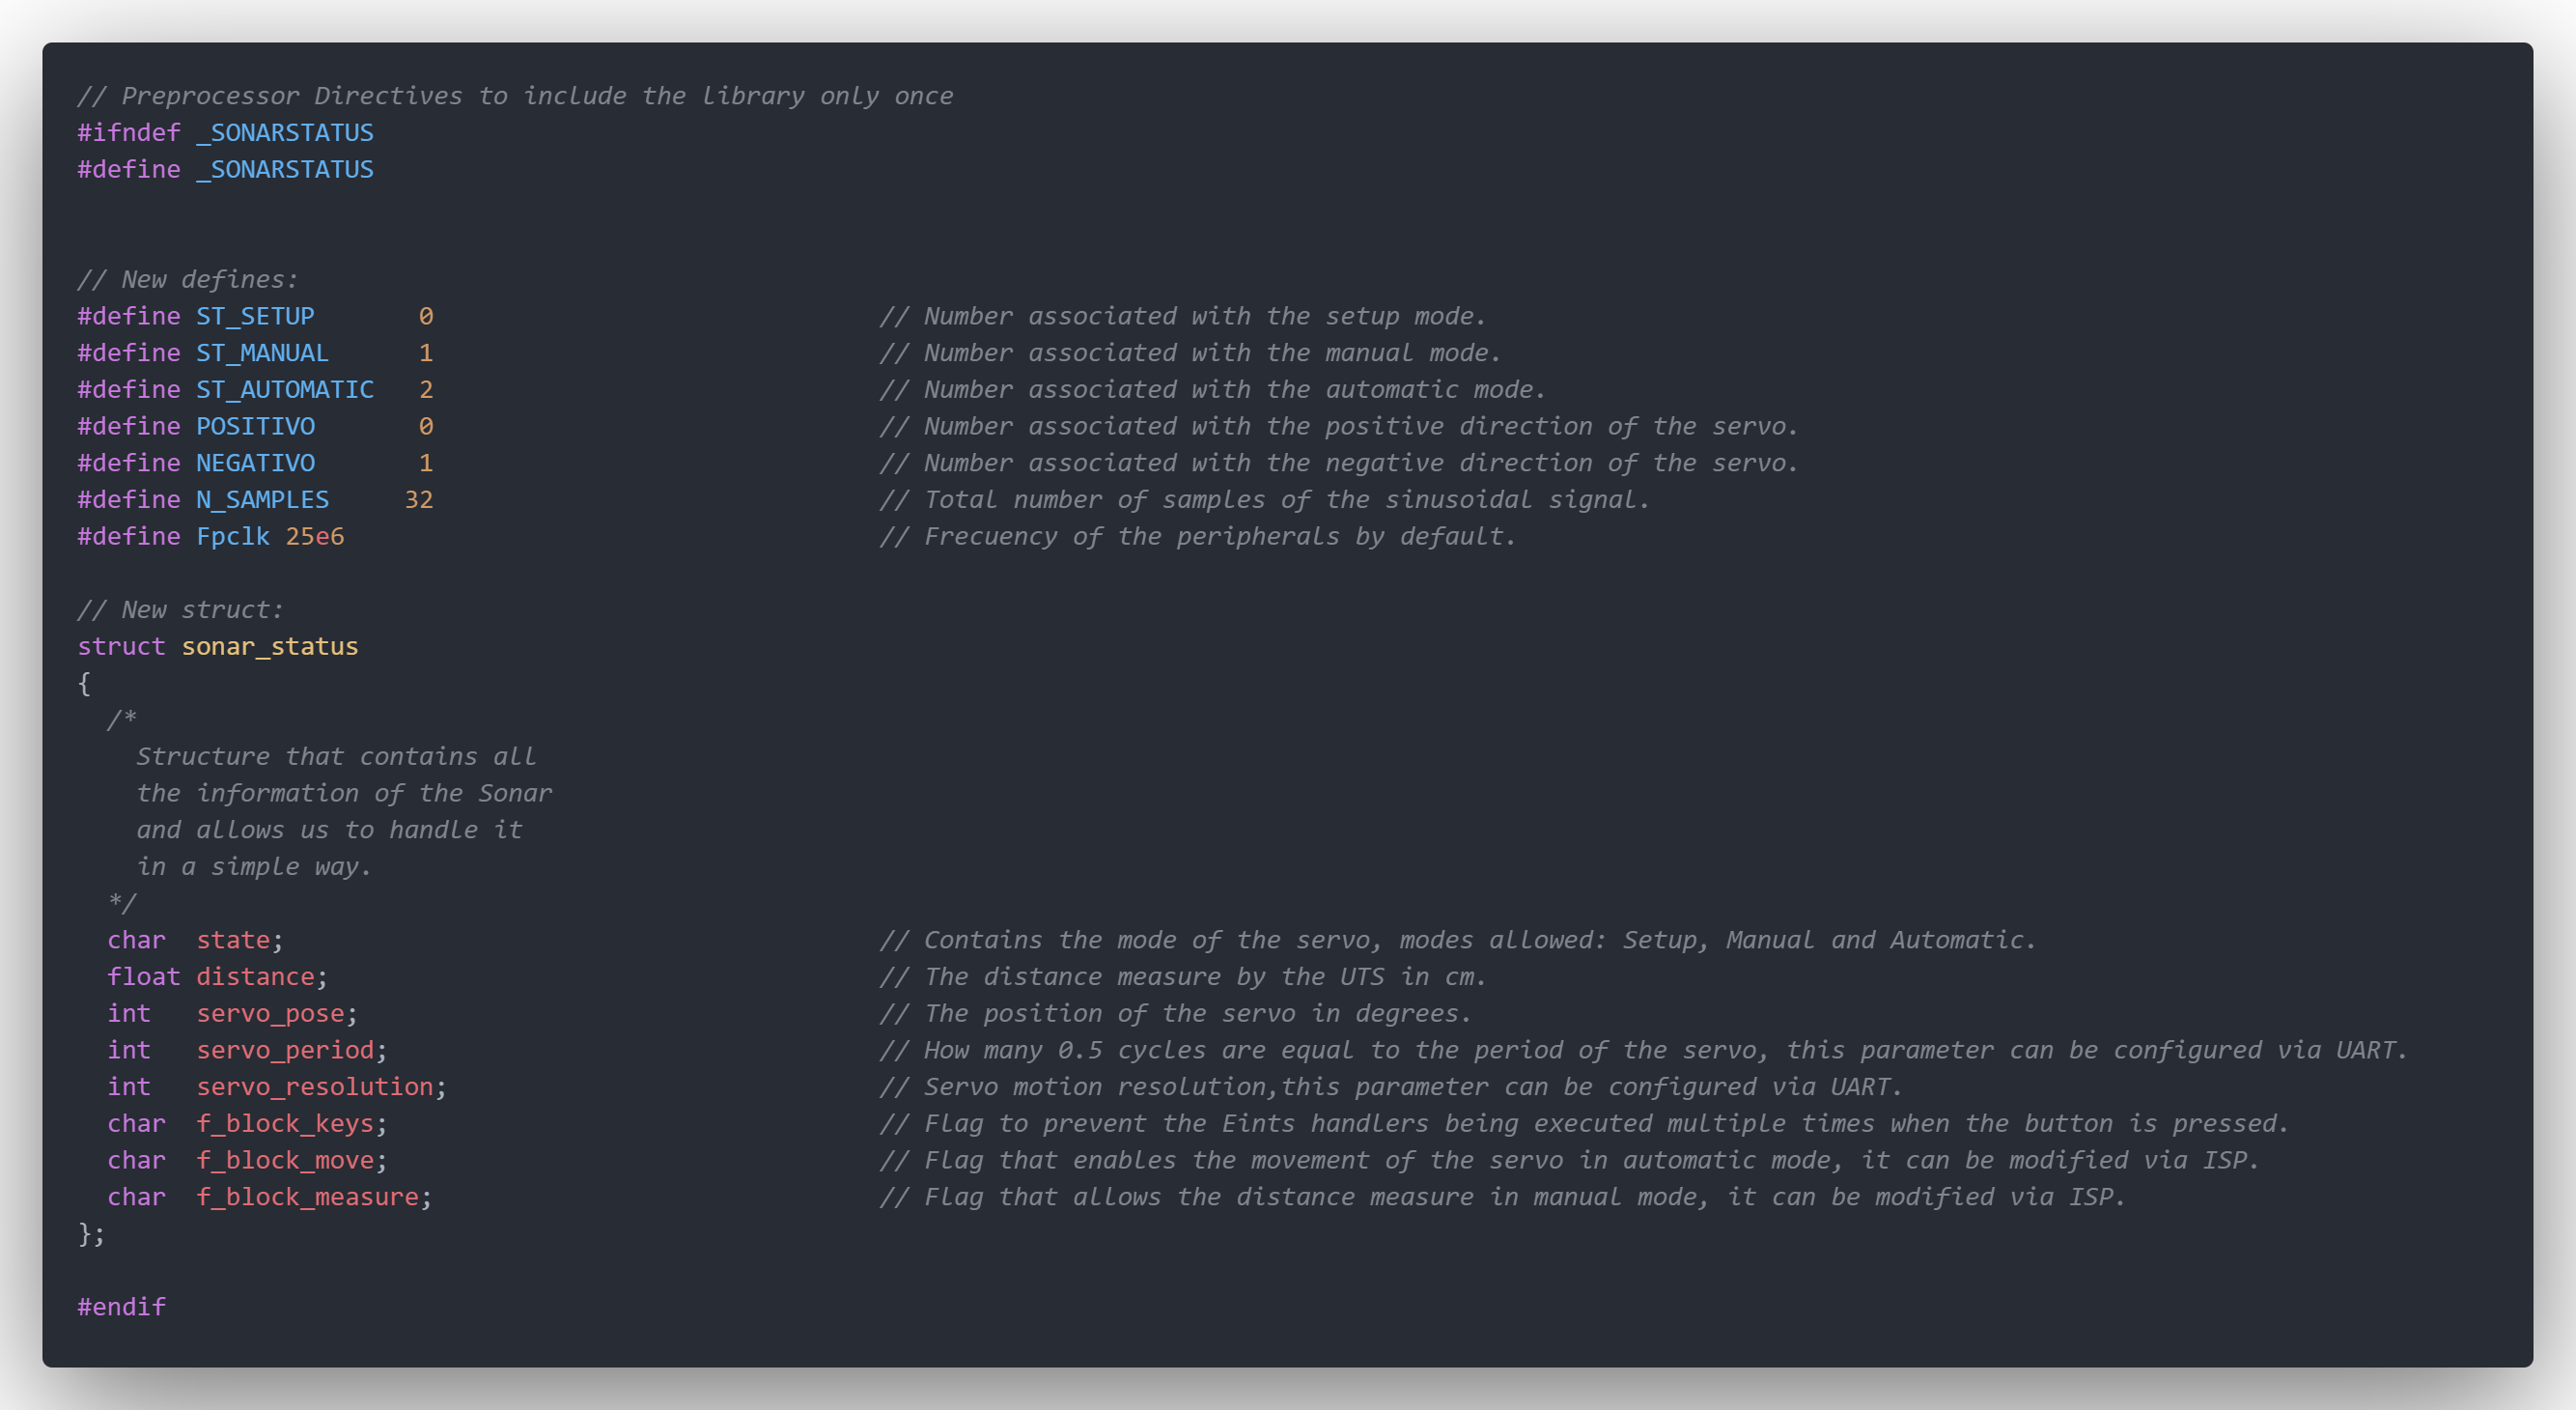 // Preprocessor Directives to include the library only once
#ifndef _SONARSTATUS
#define _SONARSTATUS
// New defines:
#define ST_SETUP       0                              // Number associated with the setup mode.
#define ST_MANUAL      1                              // Number associated with the manual mode.
#define ST_AUTOMATIC   2                              // Number associated with the automatic mode.
#define POSITIVO       0                              // Number associated with the positive direction of the servo.
#define NEGATIVO       1                              // Number associated with the negative direction of the servo.
#define N_SAMPLES     32                              // Total number of samples of the sinusoidal signal.
#define Fpclk 25e6                                    // Frecuency of the peripherals by default.
// New struct:
struct sonar_status
{
  /*
    Structure that contains all
    the information of the Sonar
    and allows us to handle it
    in a simple way.
  */
  char  state;                                        // Contains the mode of the servo, modes allowed: Setup, Manual and Automatic.
  float distance;                                     // The distance measure by the UTS in cm.
  int   servo_pose;                                   // The position of the servo in degrees.
  int   servo_period;                                 // How many 0.5 cycles are equal to the period of the servo, this parameter can be configured via UART.
  int   servo_resolution;                             // Servo motion resolution,this parameter can be configured via UART.
  char  f_block_keys;                                 // Flag to prevent the Eints handlers being executed multiple times when the button is pressed.
  char  f_block_move;                                 // Flag that enables the movement of the servo in automatic mode, it can be modified via ISP.
  char  f_block_measure;                              // Flag that allows the distance measure in manual mode, it can be modified via ISP.
};
#endif